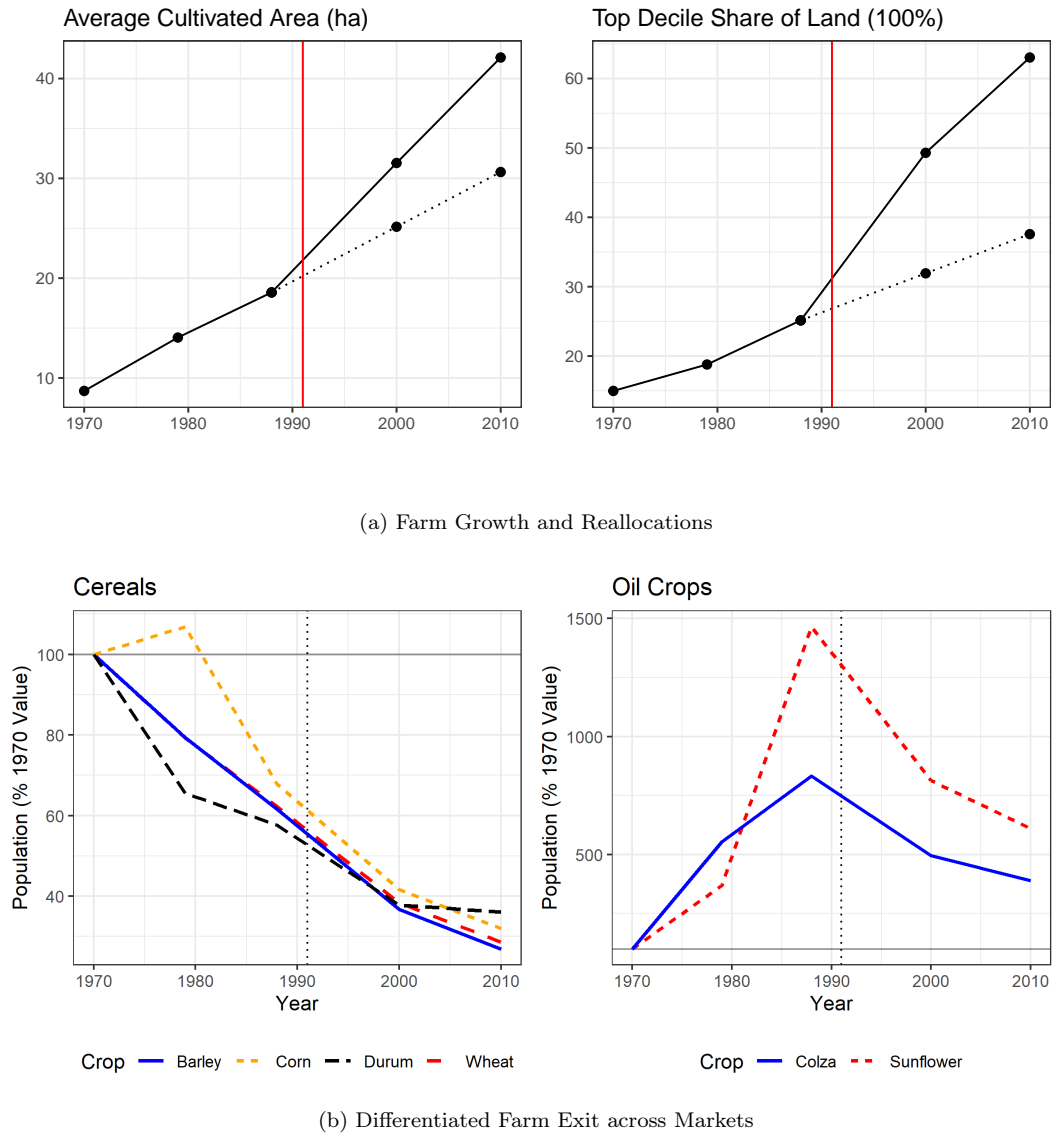 Average Cultivated Area (ha)
Top Decile Share of Land (100%)
40
30
20
10
1970 1980 1990 2000 2010
60
50
40
30
20
1970 1980 1990 2000 2010
(a) Farm Growth and Reallocations
Cereals
Population (% 1970 Value)
100
80
60
40
1970 1980 1990 2000 2010
Year
Crop Barley Corn Durum Wheat
Oil Crops
Population (% 1970 Value)
1500
1000
500
1970 1980 1990 2000 2010
Year
Crop Colza Sunflower
(b) Differentiated Farm Exit across Markets